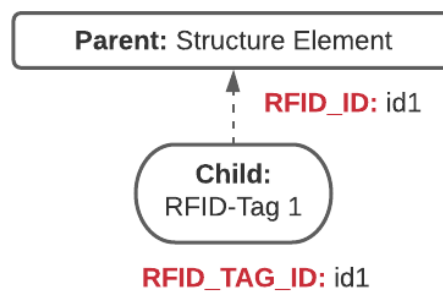 Parent: Structure Element
RFID_ID: id1
Child:
RFID-Tag 1
RFID_TAG_ID: id1